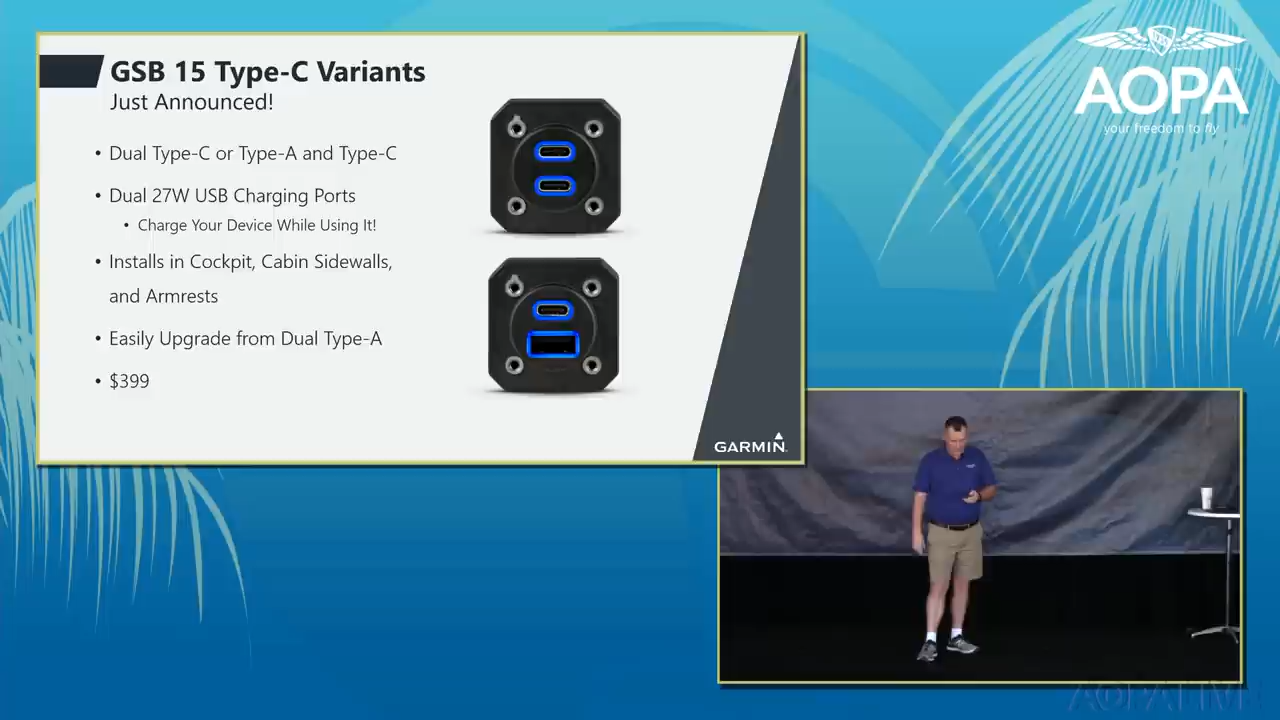 GSB 15 Type-C Variants
Just Announced!
• Dual Type-C or Type-A and Type-C
• Dual 27W USB Charging Ports
• Charge Your Device While Using It!
• Installs in Cockpit, Cabin Sidewalls,
and Armrests
• Easily Upgrade from Dual Type-A
• $399
GARMIN
AOPA
your freedom to fly
AOPALIVE